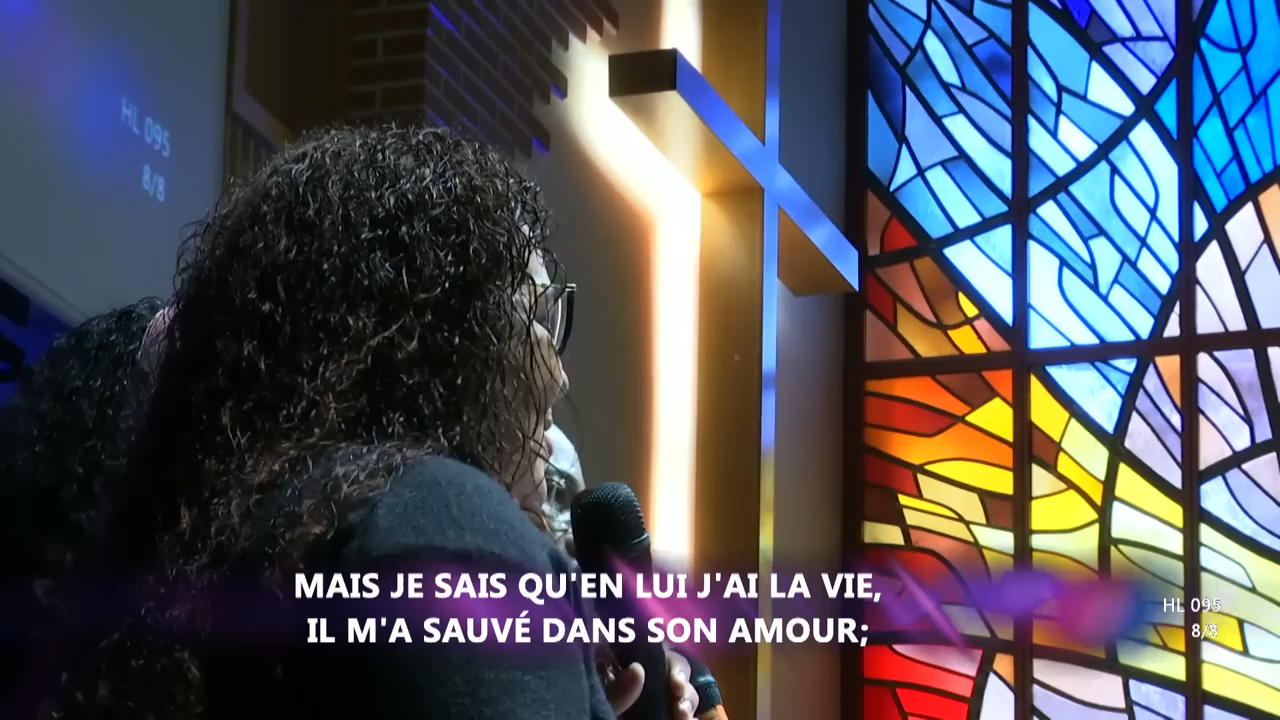 HL 095
8/8
MAIS JE SAIS QU'EN LUI J'AI LA VIE,
IL M'A SAUVÉ DANS SON AMOUR;
HL 095
8/8